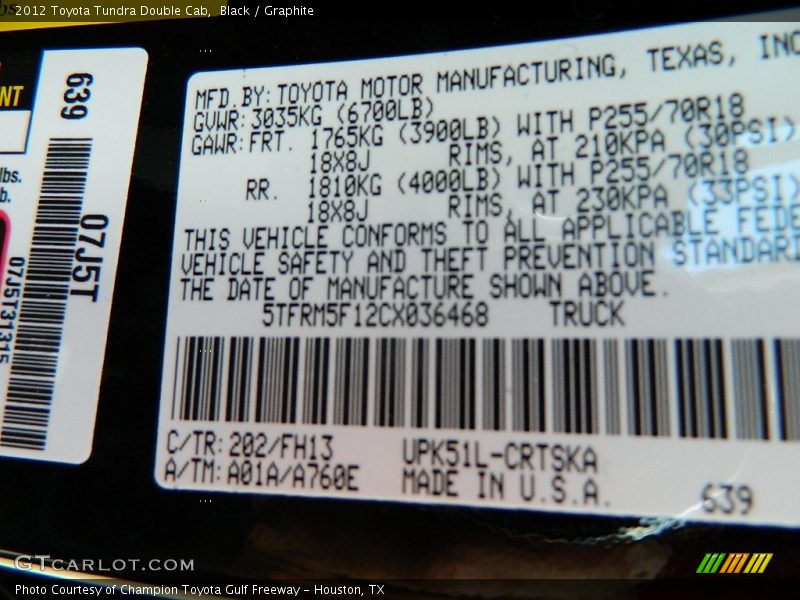 2012 Toyota Tundra Double Cab,  Black / Graphite
NT
lbs.
b.
639
07J5T
07J5T31315
MFD.BY:TOYOTA MOTOR MANUFACTURING, TEXAS, INC
GVWR:3035KG (6700LB)
GAWR:FRT. 1765KG (3900LB) WITH P255/70R18
18X8J RIMS, AT 210KPA (30PSI)
RR. 1810KG (4000LB) WITH P255/70R18
18X8J RIMS, AT 230KPA (33PSI)
THIS VEHICLE CONFORMS TO ALL APPLICABLE FEDE
VEHICLE SAFETY AND THEFT PREVENTION STANDARD
THE DATE OF MANUFACTURE SHOWN ABOVE.
5TFRM5F12CX036468 TRUCK
C/TR:202/FH13 UPK51L-CRTSKA
A/TM:A01A/A760E MADE IN U.S.A. 639
GTCARLOT.COM
Photo Courtesy of Champion Toyota Gulf Freeway - Houston, TX